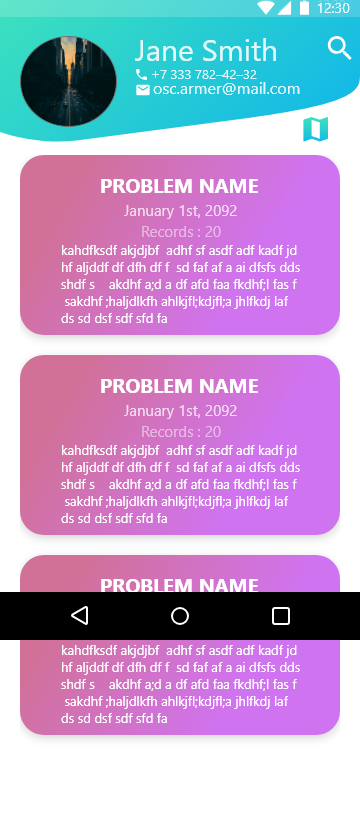 12:30
Jane Smith
+7 333 782–42–32
osc.armer@mail.com
PROBLEM NAME
January 1st, 2092
Records : 20
kahdfksdf akjdjbf  adhf sf asdf adf kadf jd
hf aljddf df dfh df f  sd faf af a ai dfsfs dds
shdf s    akdhf a;d a df afd faa fkdhf;l fas f
sakdhf ;haljdlkfh ahlkjfl;kdjfl;a jhlfkdj laf
ds sd dsf sdf sfd fa
PROBLEM NAME
January 1st, 2092
Records : 20
kahdfksdf akjdjbf  adhf sf asdf adf kadf jd
hf aljddf df dfh df f  sd faf af a ai dfsfs dds
shdf s    akdhf a;d a df afd faa fkdhf;l fas f
sakdhf ;haljdlkfh ahlkjfl;kdjfl;a jhlfkdj laf
ds sd dsf sdf sfd fa
PROBLEM NAME
kahdfksdf akjdjbf  adhf sf asdf adf kadf jd
hf aljddf df dfh df f  sd faf af a ai dfsfs dds
shdf s    akdhf a;d a df afd faa fkdhf;l fas f
sakdhf ;haljdlkfh ahlkjfl;kdjfl;a jhlfkdj laf
ds sd dsf sdf sfd fa